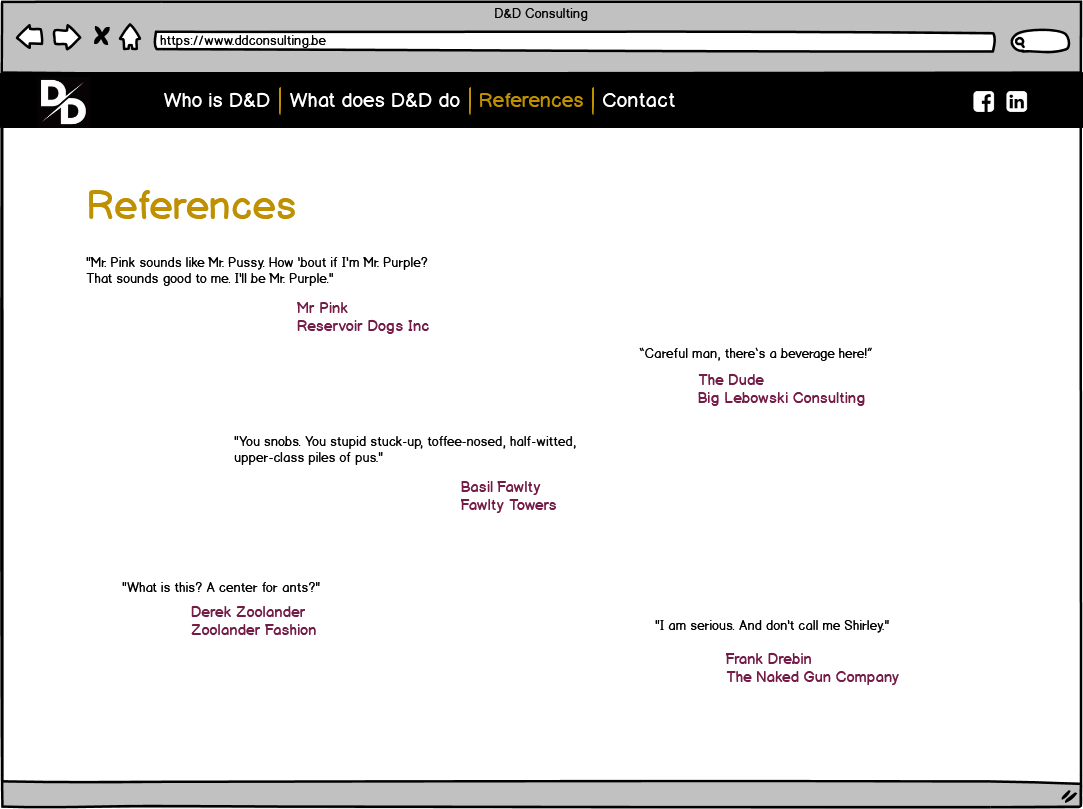 D&D Consulting
https://www.ddconsulting.be
D
D
Who is D&D
What does D&D do
References
Contact
References
"Mr. Pink sounds like Mr. Pussy. How 'bout if I'm Mr. Purple?
That sounds good to me. I'll be Mr. Purple."
Mr Pink
Reservoir Dogs Inc
“Careful man, there`s a beverage here!”
The Dude
Big Lebowski Consulting
"You snobs. You stupid stuck-up, toffee-nosed, half-witted,
upper-class piles of pus."
Basil Fawlty
Fawlty Towers
"What is this? A center for ants?"
Derek Zoolander
Zoolander Fashion
"I am serious. And don't call me Shirley."
Frank Drebin
The Naked Gun Company